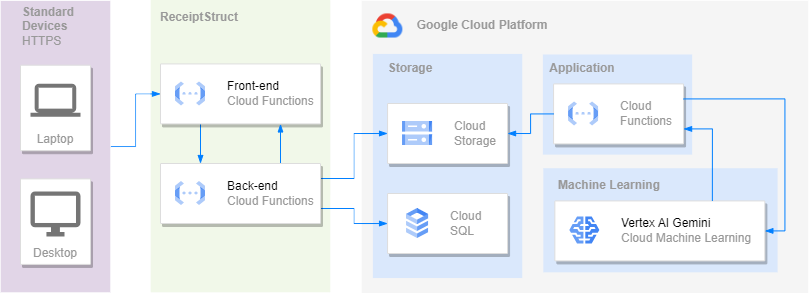 Standard
Devices
HTTPS
Laptop
Desktop
ReceiptStruct
Front-end
Cloud Functions
Back-end
Cloud Functions
Google Cloud Platform
Storage
Cloud
Storage
Cloud
SQL
Application
Cloud
Functions
Machine Learning
Vertex AI Gemini
Cloud Machine Learning